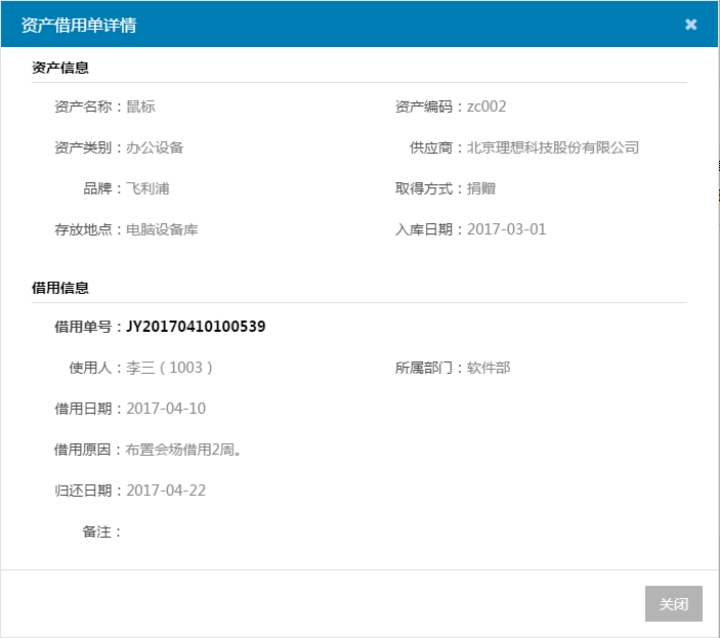 资产借用单详情
资产信息
资产名称：鼠标 资产编码：zc002
资产类别：办公设备 供应商：北京理想科技股份有限公司
品牌：飞利浦 取得方式：捐赠
存放地点：电脑设备库 入库日期：2017-03-01
借用信息
借用单号：JY20170410100539
使用人：李三（1003） 所属部门：软件部
借用日期：2017-04-10
借用原因：布置会场借用2周。
归还日期：2017-04-22
备注：
关闭